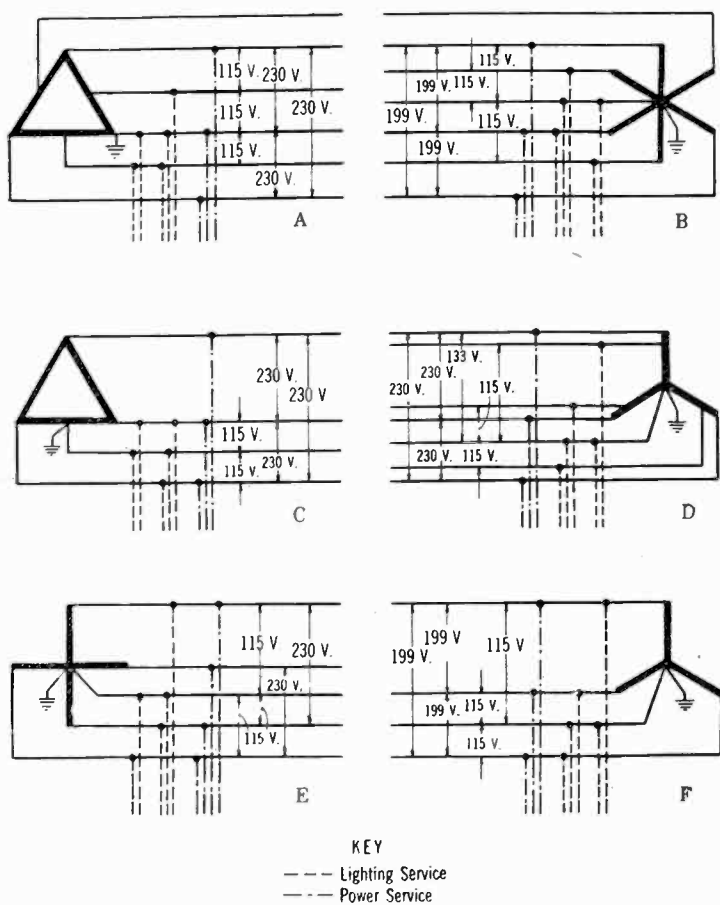 115 V. 230 V.
115 V. 230 V.
115 V.
230 V.
A
115 V.
199 V. 115 V.
199 V. 115 V.
199 V.
B
230 V.
230 V.
115 V.
230 V.
115 V.
C
133 V.
230 V.
230 V. 115 V.
230 V. 115 V.
D
115 V 230 V.
230 V.
115 V.
E
199 V 115 V
199 V.
115 V.
199 V.
115 V.
F
KEY
Lighting Service
Power Service